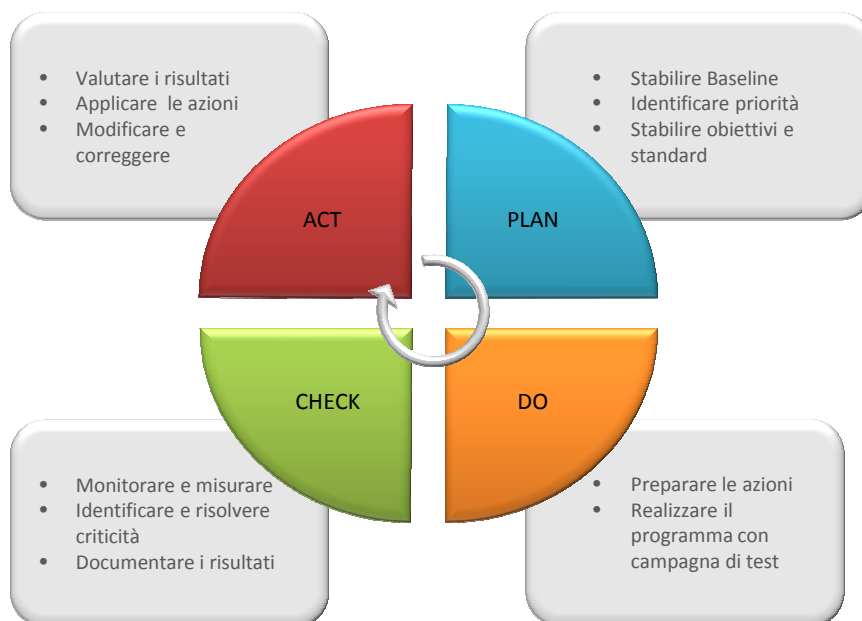 • Valutare i risultati
• Applicare le azioni
• Modificare e
correggere
• Stabilire Baseline
• Identificare priorità
• Stabilire obiettivi e
standard
ACT
PLAN
CHECK
DO
• Monitorare e misurare
• Identificare e risolvere
criticità
• Documentare i risultati
• Preparare le azioni
• Realizzare il
programma con
campagna di test